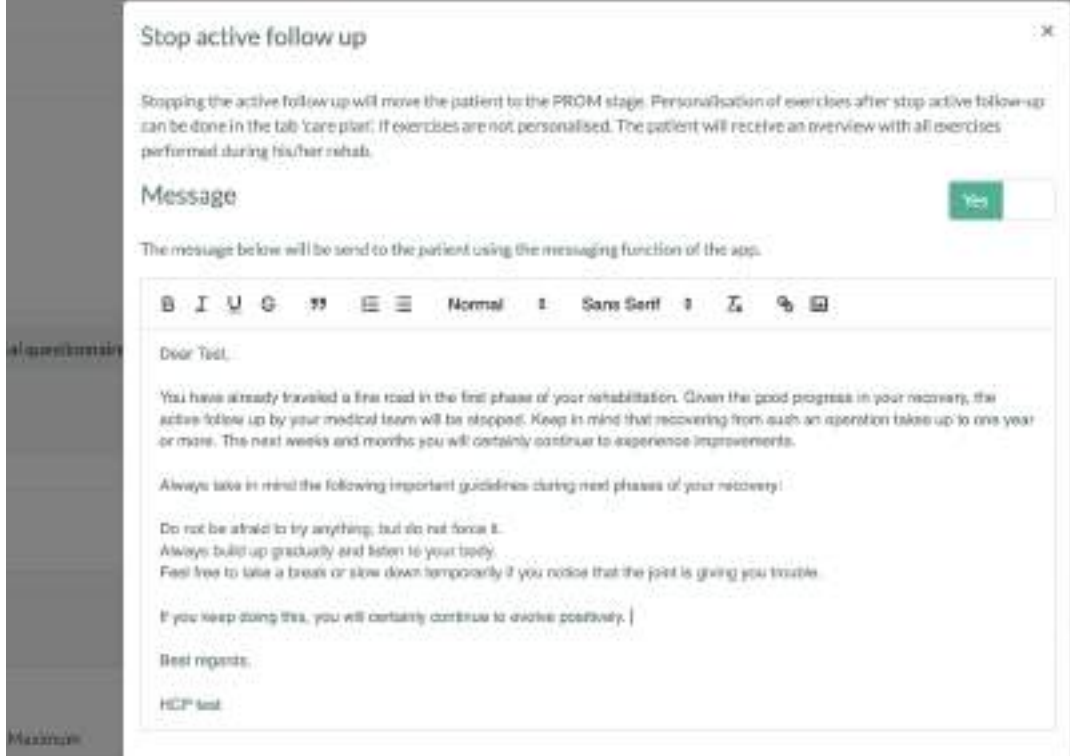 Stop active follow up
×
Stopping the active follow up will move the patient to the PROM stage. Personalisation of exercises after stop active follow-up
can be done in the tab 'care plan'. If exercises are not personalised. The patient will receive an overview with all exercises
performed during his/her rehab.
Message
Yes
The message below will be send to the patient using the messaging function of the app.
B I U S Normal Sans Serif
Dear Test,
You have already traveled a fine road in the first phase of your rehabilitation. Given the good progress in your recovery, the
active follow up by your medical team will be stopped. Keep in mind that recovering from such an operation takes up to one year
or more. The next weeks and months you will certainly continue to experience improvements.
Always take in mind the following important guidelines during next phases of your recovery:
Do not be afraid to try anything, but do not force it.
Always build up gradually and listen to your body.
Feel free to take a break or slow down temporarily if you notice that the joint is giving you trouble.
If you keep doing this, you will certainly continue to evolve positively.
Best regards,
HCP test
al questionnaire
Maximum